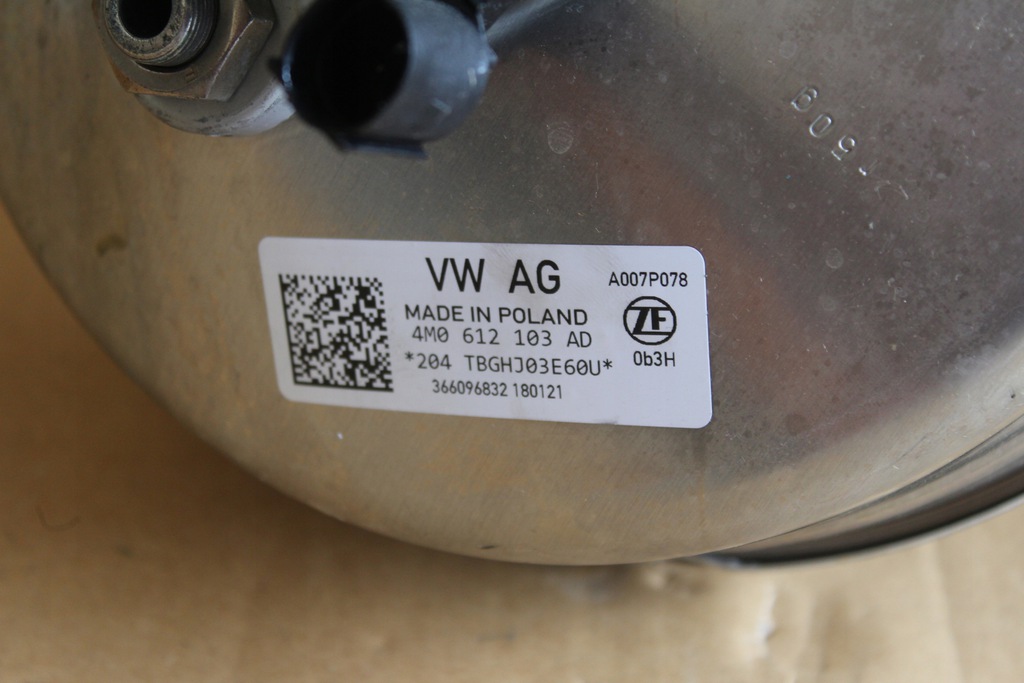 VW AG
A007P078
MADE IN POLAND
4M0 612 103 AD
ZF
*204 TBGHJ03E60U*
0b3H
366096832 180121